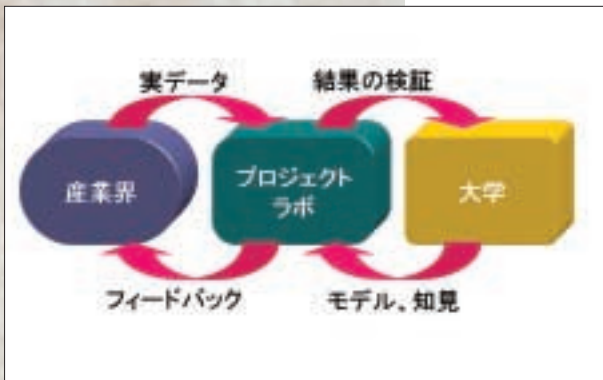 実データ
結果の検証
産業界
プロジェクト
ラボ
大学
フィードバック
モデル、知見